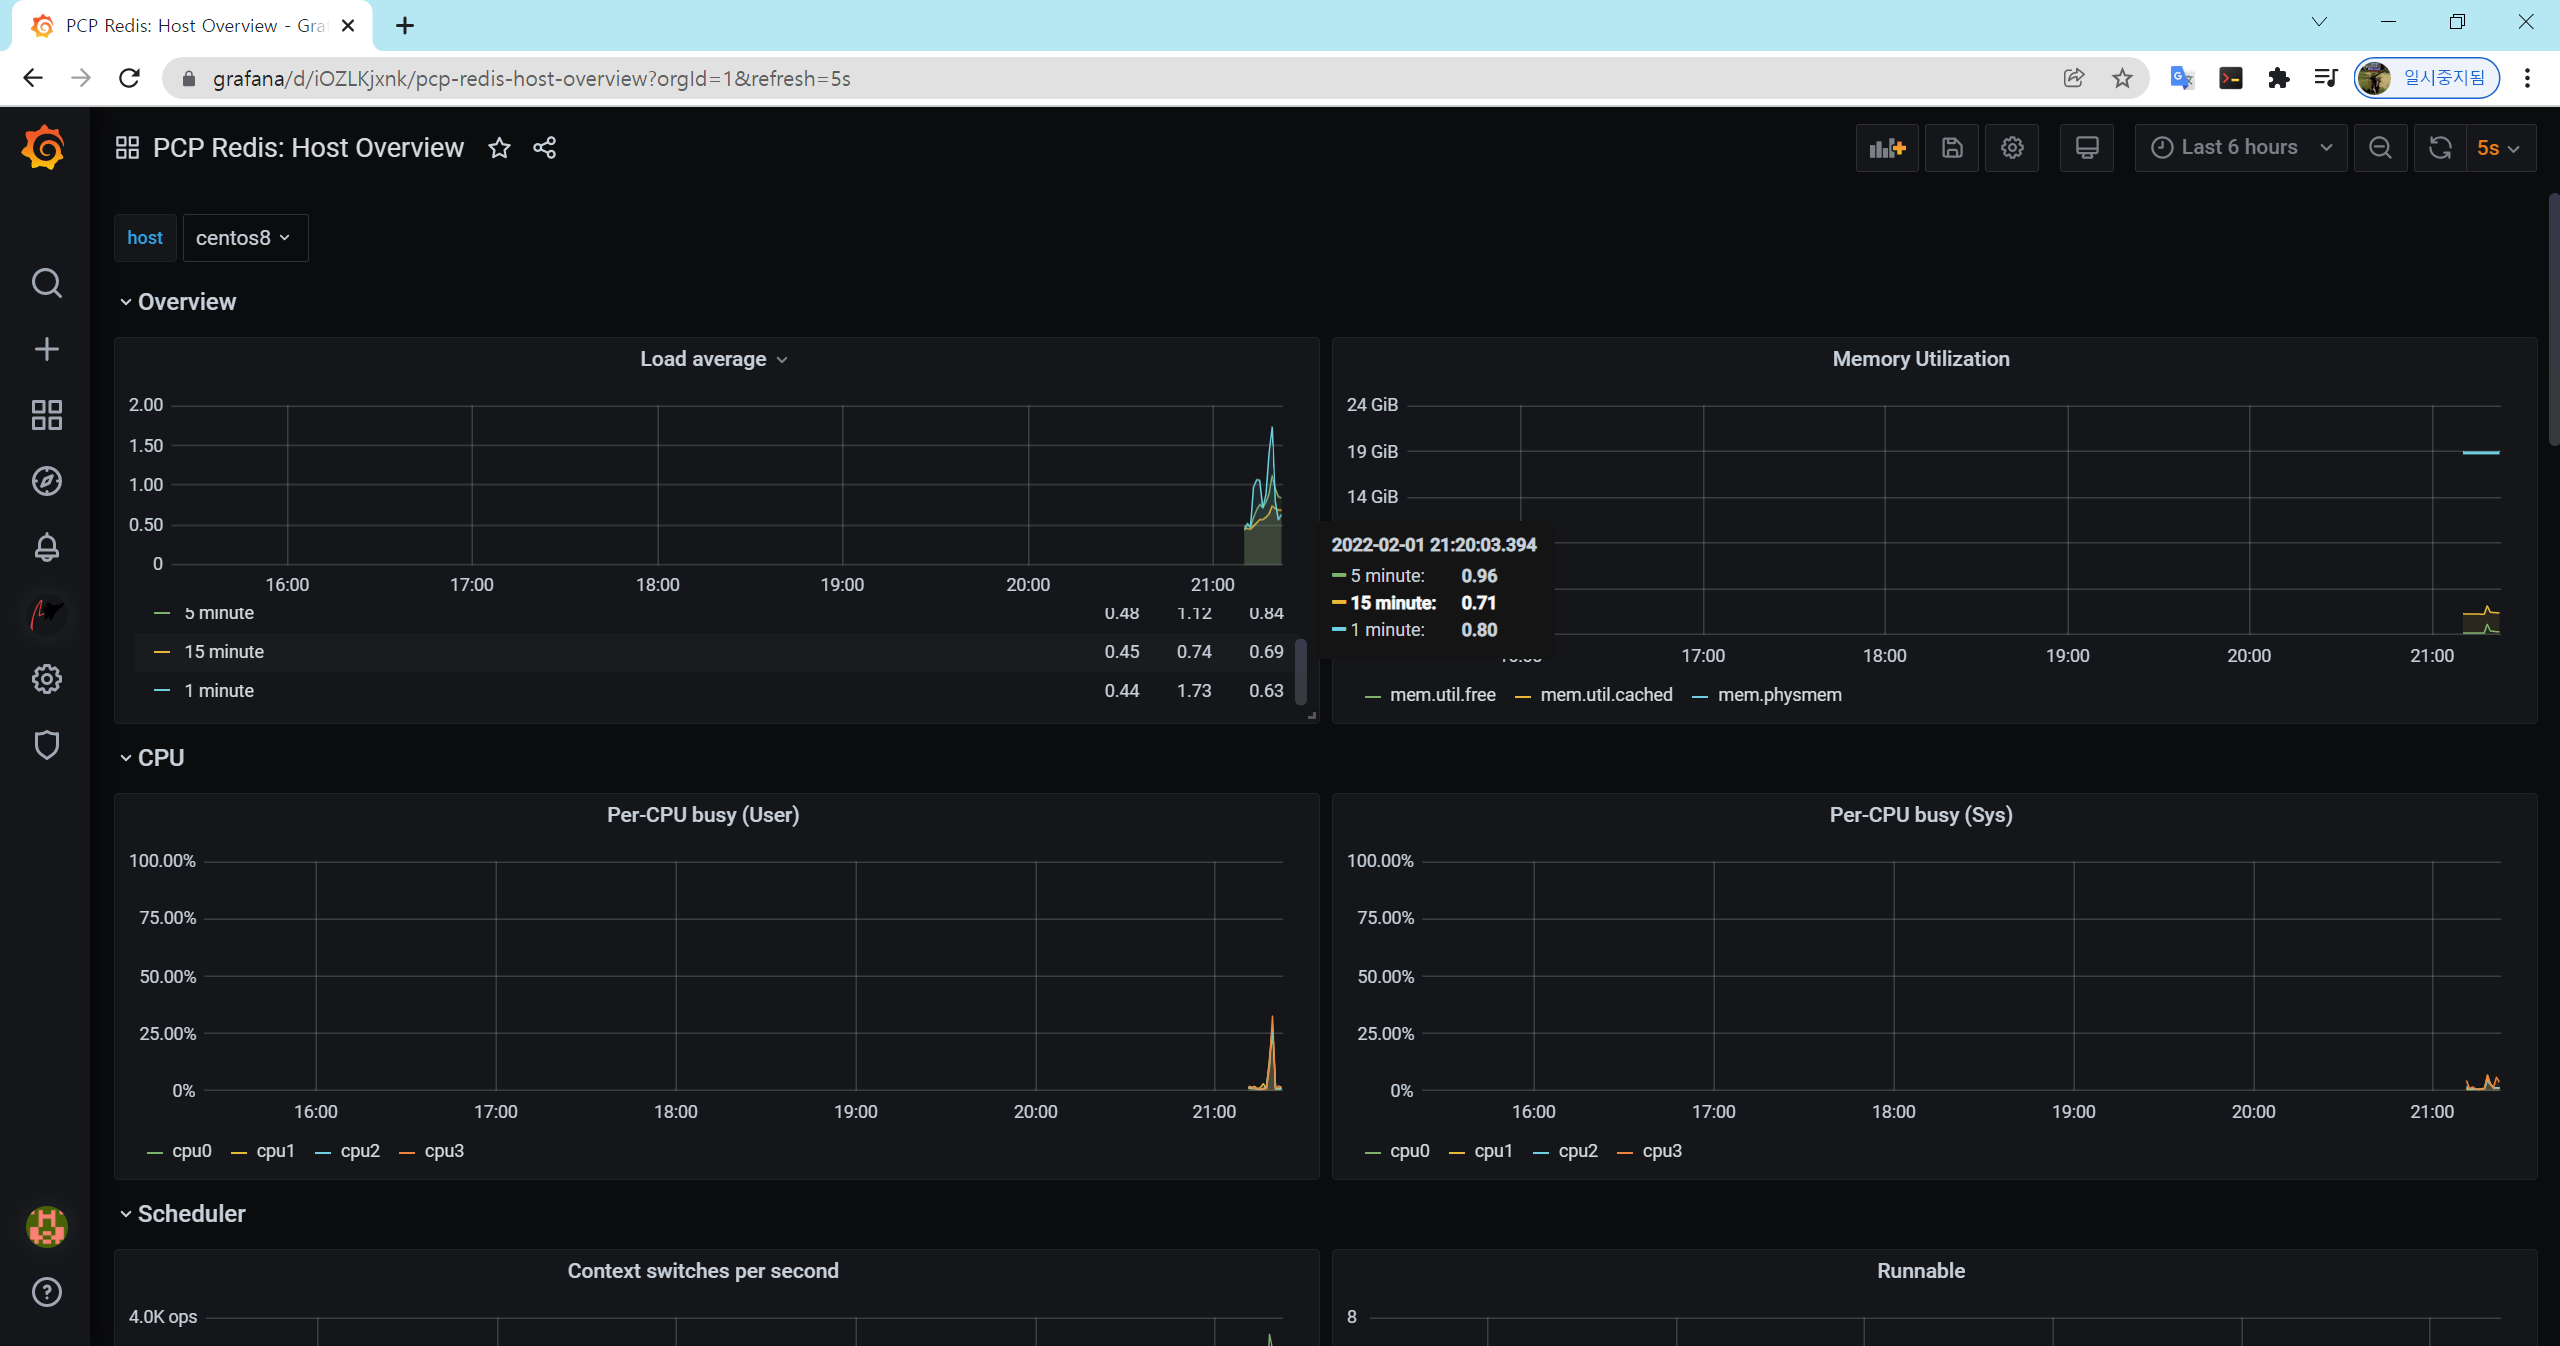 PCP Redis: Host Overview - Gra
grafana/d/iOZLKjxnk/pcp-redis-host-overview?orgId=1&refresh=5s
일시중지됨
PCP Redis: Host Overview
Last 6 hours
5s
host
centos8
Overview
Load average
2.00
1.50
1.00
0.50
0
16:00 17:00 18:00 19:00 20:00 21:00
5 minute 0.48 1.12 0.84
15 minute 0.45 0.74 0.69
1 minute 0.44 1.73 0.63
Memory Utilization
24 GiB
19 GiB
14 GiB
2022-02-01 21:20:03.394
5 minute: 0.96
15 minute: 0.71
1 minute: 0.80
17:00 18:00 19:00 20:00 21:00
mem.util.free mem.util.cached mem.physmem
CPU
Per-CPU busy (User)
100.00%
75.00%
50.00%
25.00%
0%
16:00 17:00 18:00 19:00 20:00 21:00
cpu0 cpu1 cpu2 cpu3
Per-CPU busy (Sys)
100.00%
75.00%
50.00%
25.00%
0%
16:00 17:00 18:00 19:00 20:00 21:00
cpu0 cpu1 cpu2 cpu3
Scheduler
Context switches per second
4.0K ops
Runnable
8